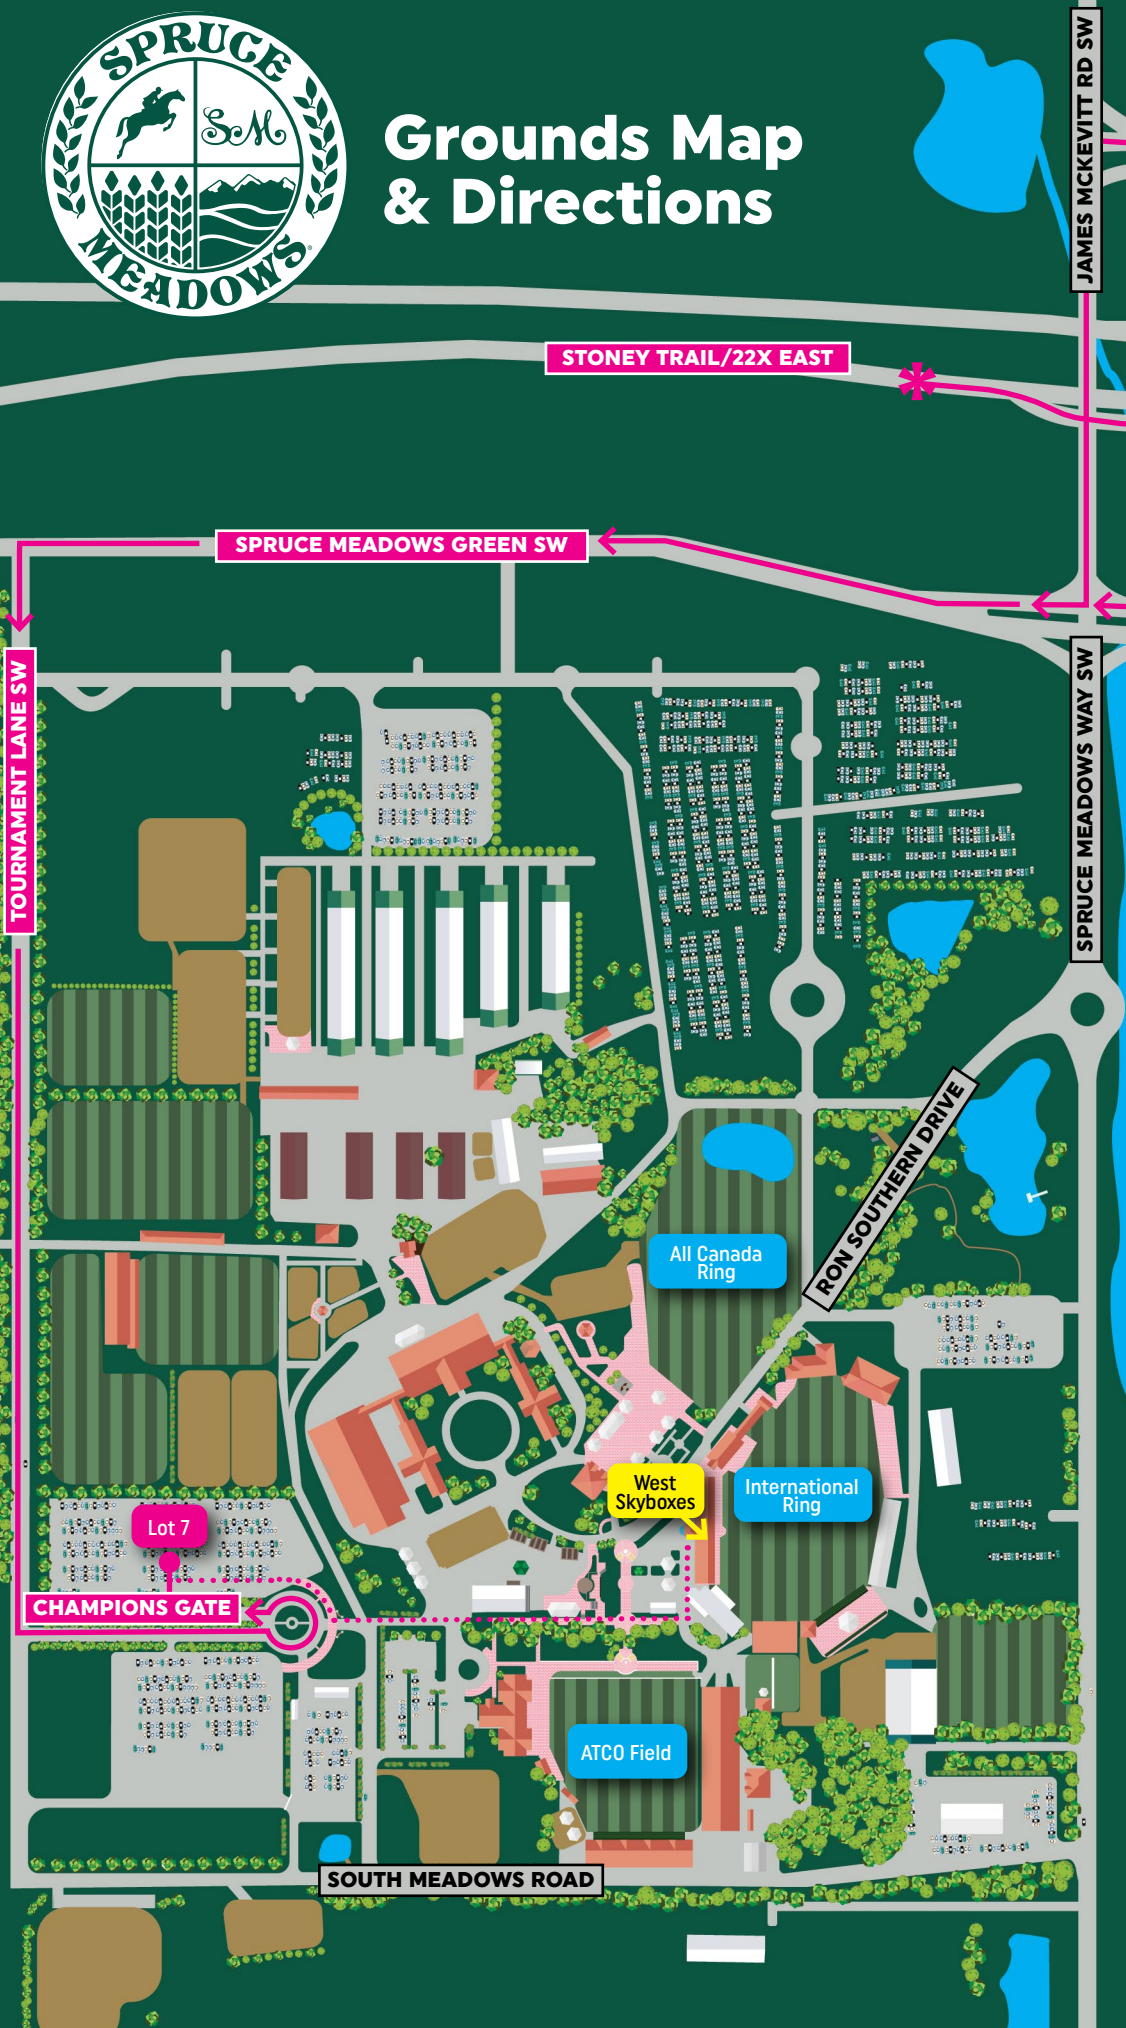 SPRUCE
SM
MEADOWS
Grounds Map
& Directions
JAMES MCKEVITT RD SW
STONEY TRAIL/22X EAST
SPRUCE MEADOWS GREEN SW
TOURNAMENT LANE SW
SPRUCE MEADOWS WAY SW
RON SOUTHERN DRIVE
All Canada
Ring
West
Skyboxes
International
Ring
Lot 7
CHAMPIONS GATE
ATCO Field
SOUTH MEADOWS ROAD